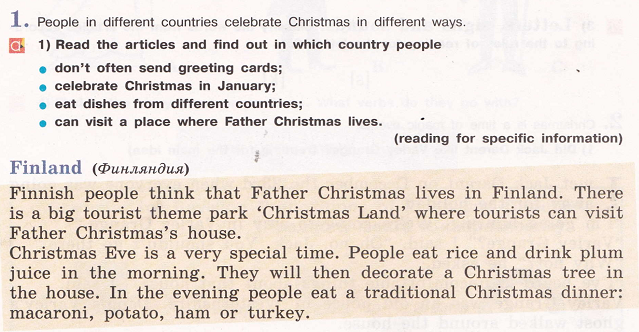 1. People in different countries celebrate Christmas in different ways.
a 1) Read the articles and find out in which country people
• don't often send greeting cards;
• celebrate Christmas in January;
• eat dishes from different countries;
• can visit a place where Father Christmas lives.
(reading for specific information)
Finland (Финляндия)
Finnish people think that Father Christmas lives in Finland. There
is a big tourist theme park 'Christmas Land' where tourists can visit
Father Christmas's house.
Christmas Eve is a very special time. People eat rice and drink plum
juice in the morning. They will then decorate a Christmas tree in
the house. In the evening people eat a traditional Christmas dinner:
macaroni, potato, ham or turkey.